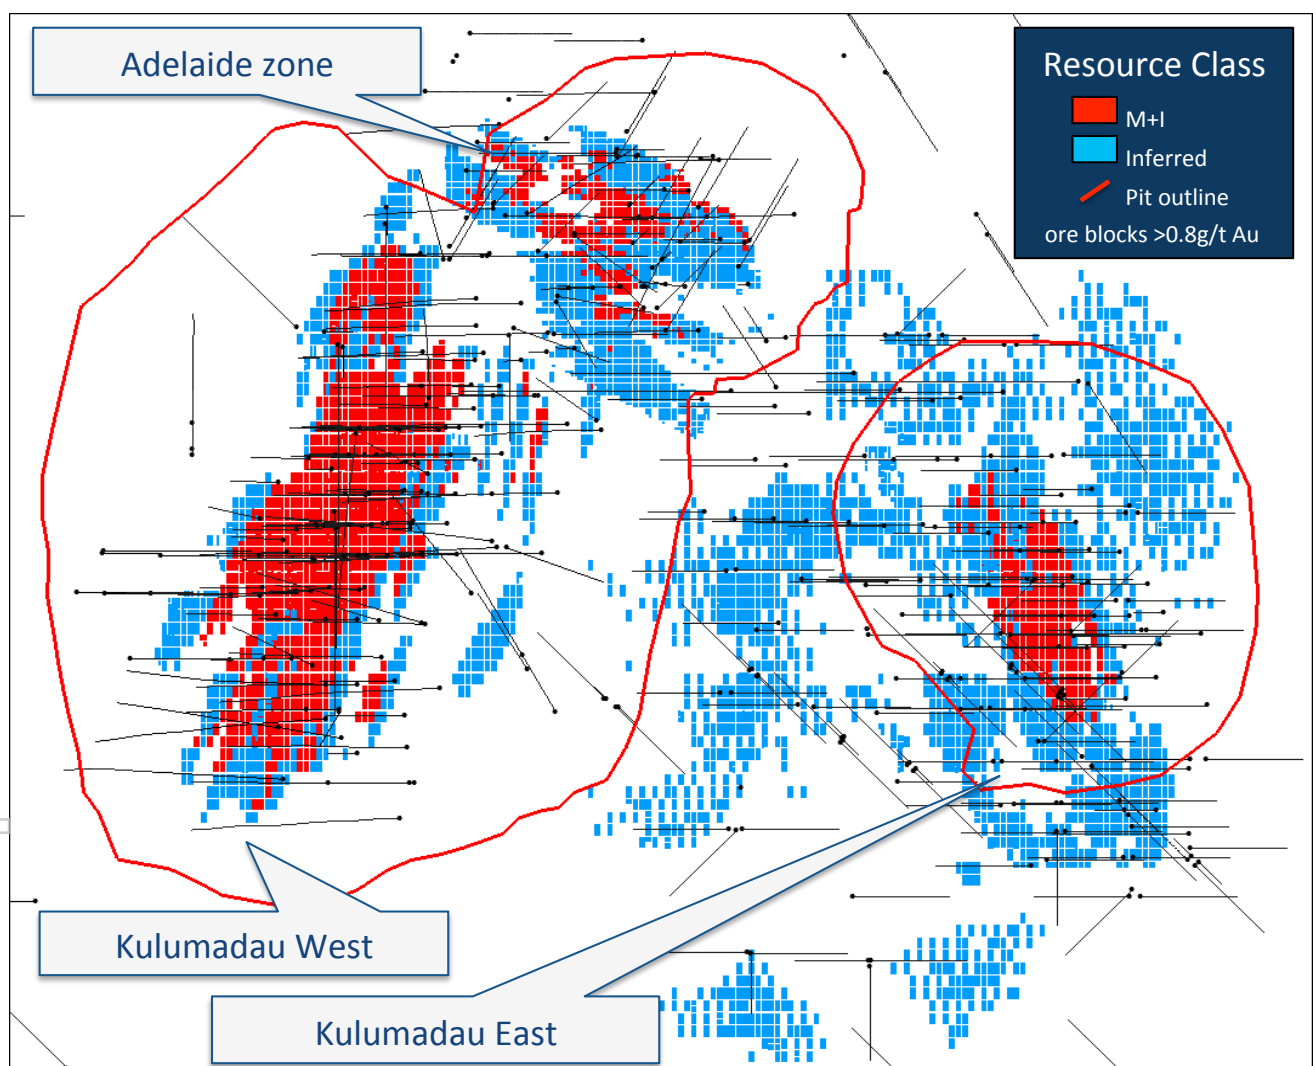 Adelaide zone
Resource Class
M+I
Inferred
Pit outline
ore blocks >0.8g/t Au
Kulumadau West
Kulumadau East